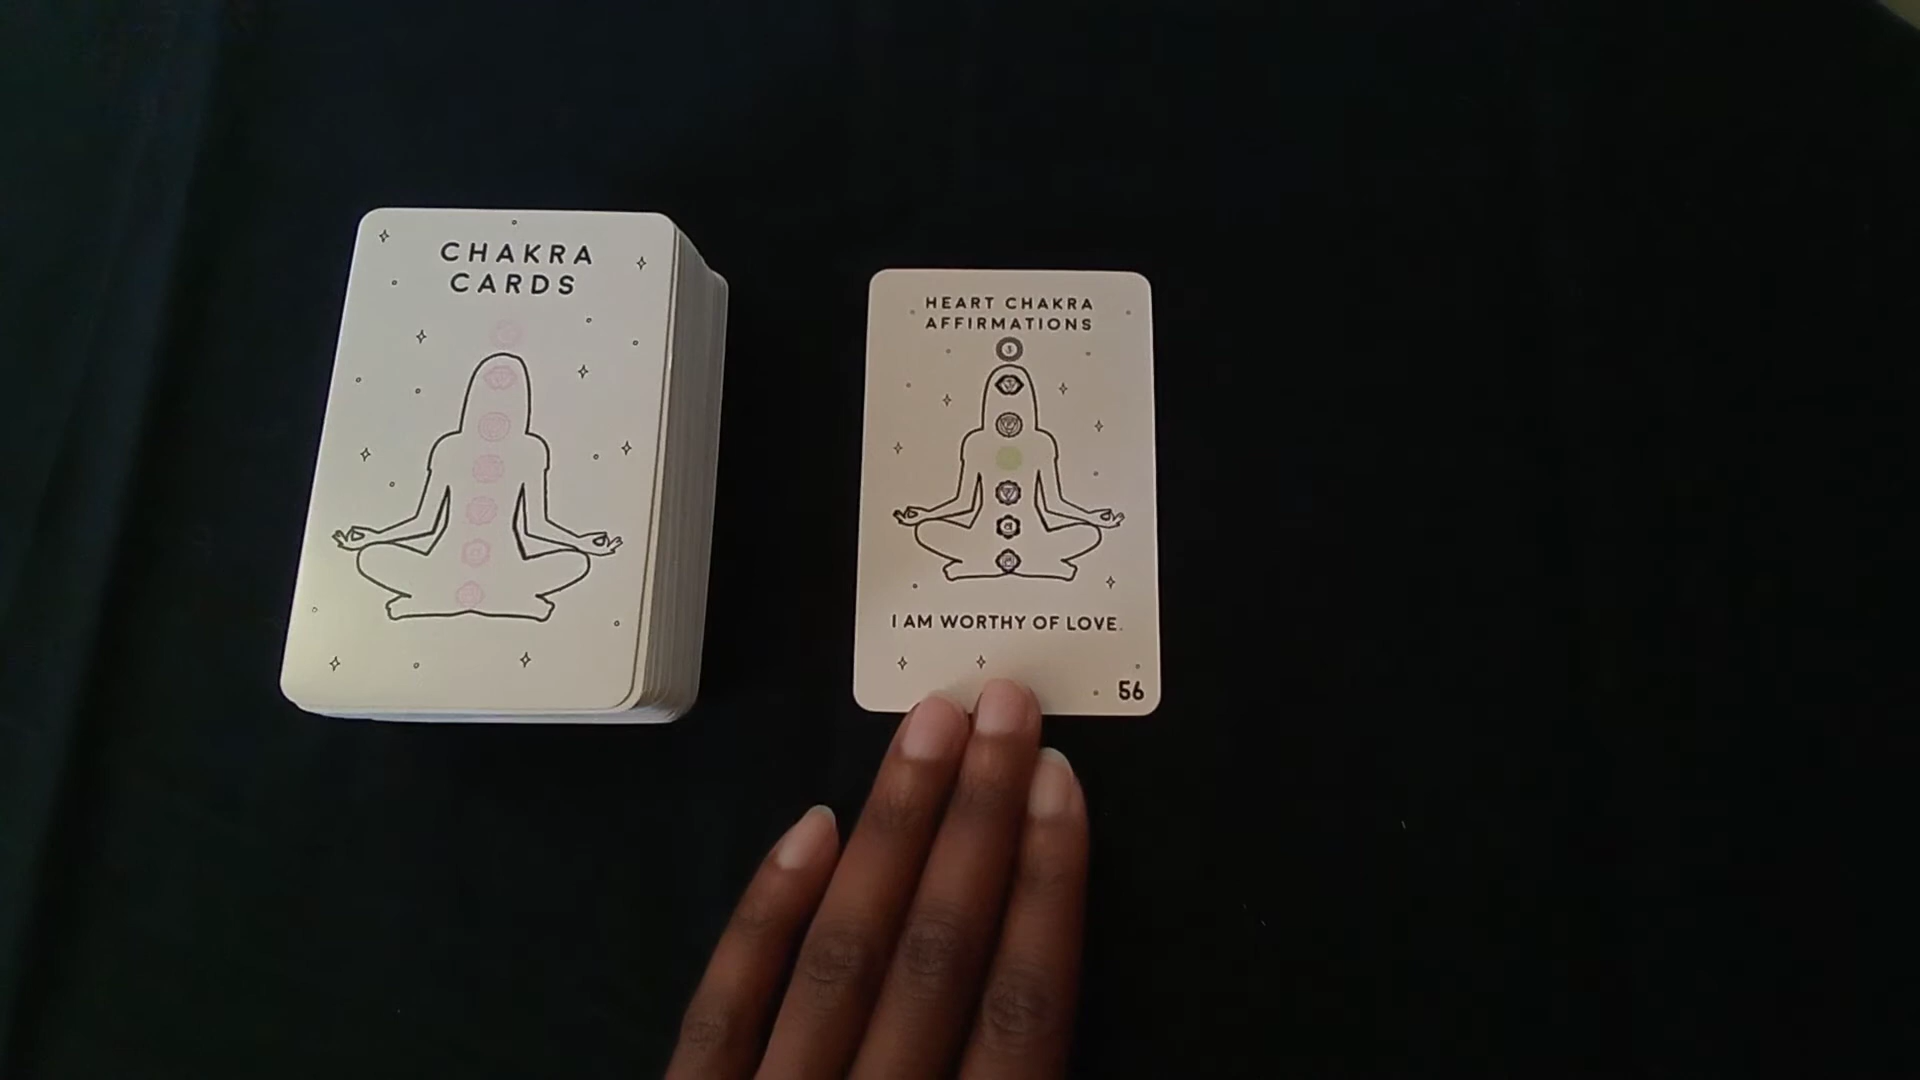 CHAKRA
CARDS
HEART CHAKRA
AFFIRMATIONS
I AM WORTHY OF LOVE.
56